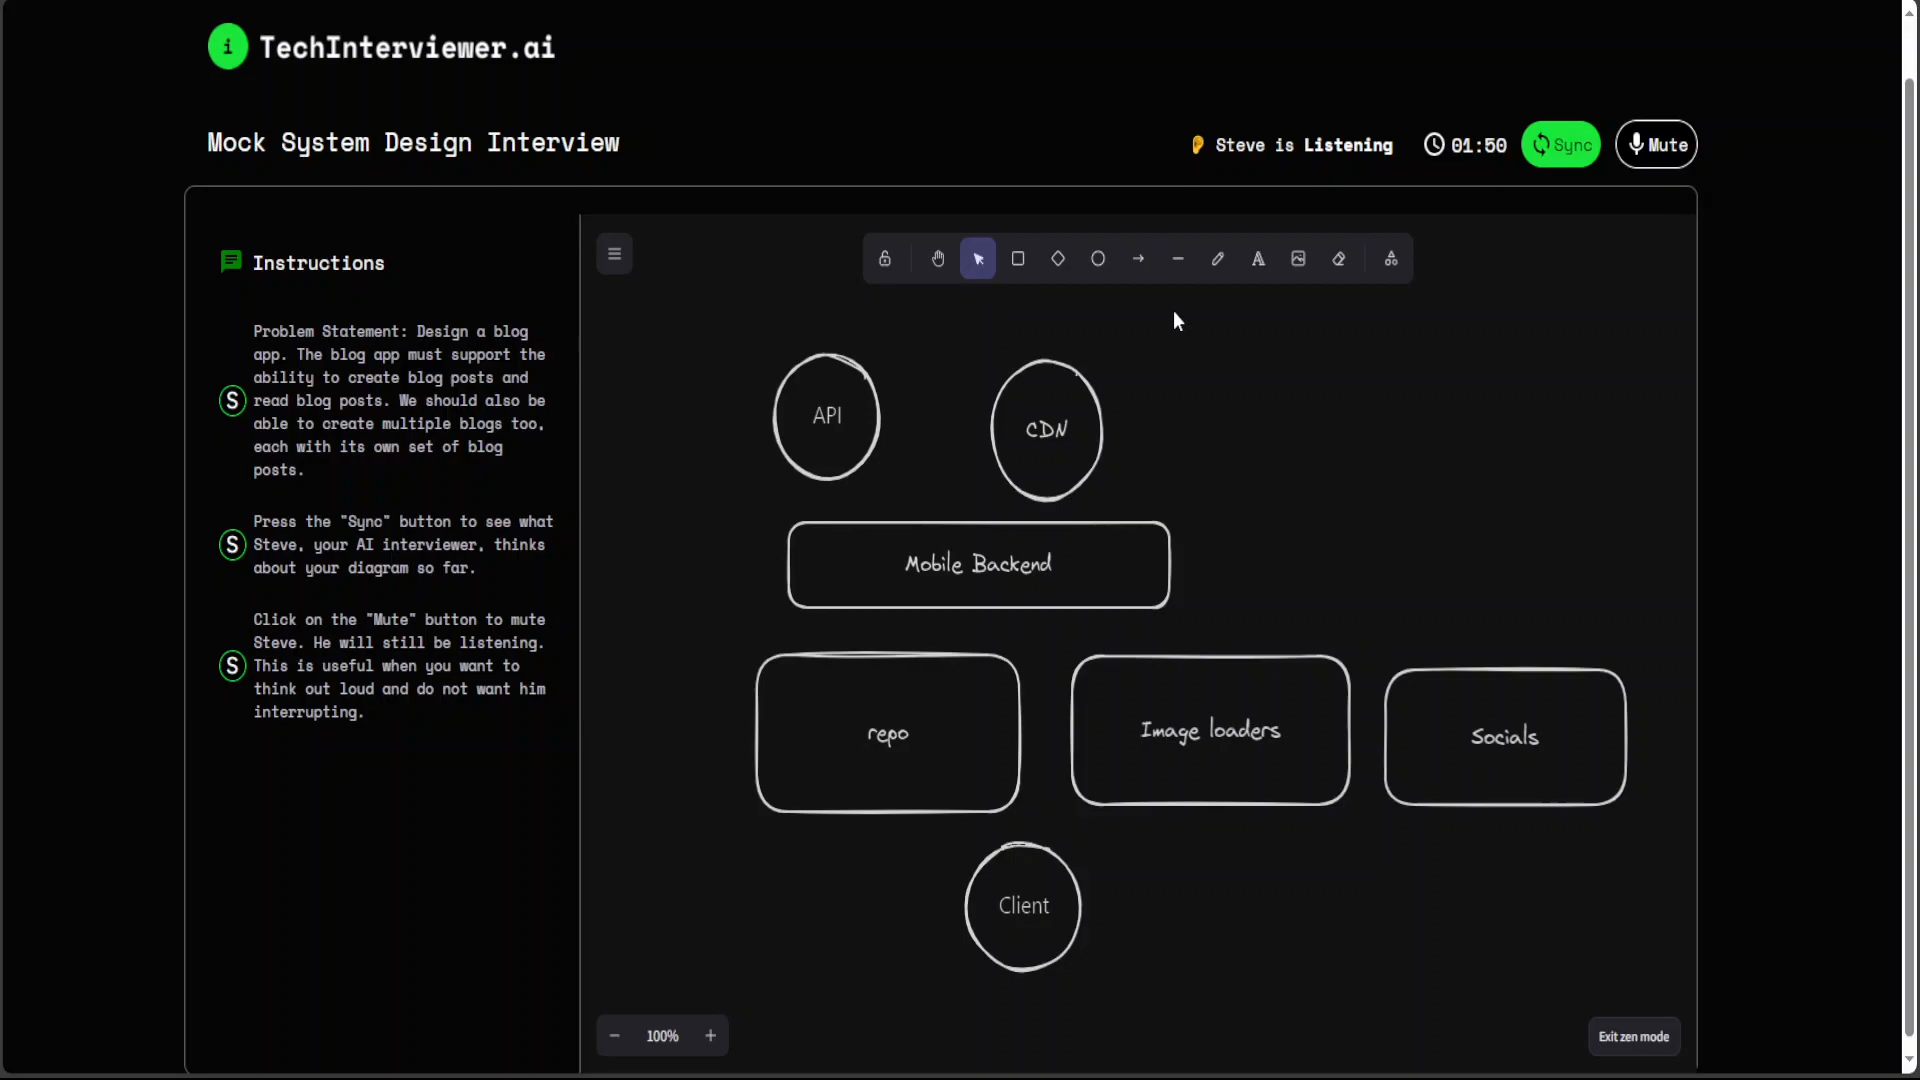 i TechInterviewer.ai
Mock System Design Interview
Steve is Listening
01:50
Sync
Mute
Instructions
S
Problem Statement: Design a blog
app. The blog app must support the
ability to create blog posts and
read blog posts. We should also be
able to create multiple blogs too,
each with its own set of blog
posts.
S
Press the "Sync" button to see what
Steve, your AI interviewer, thinks
about your diagram so far.
S
Click on the "Mute" button to mute
Steve. He will still be listening.
This is useful when you want to
think out loud and do not want him
interrupting.
A
API
CDN
Mobile Backend
repo
Image loaders
Socials
Client
100%
Exit zen mode